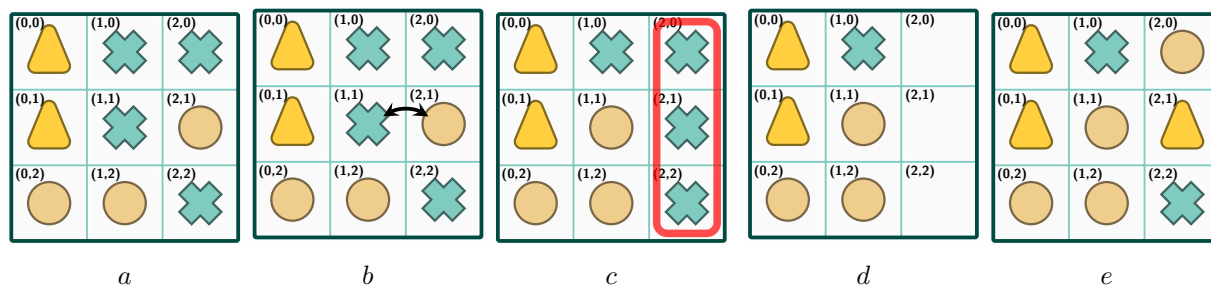 (0,0) (1,0) (2,0) (0,0) (1,0) (2,0) (0,0) (1,0) (2,0) (0,0) (1,0) (2,0) (0,0) (1,0) (2,0)
(0,1) (1,1) (2,1) (0,1) (1,1) (2,1) (0,1) (1,1) (2,1) (0,1) (1,1) (2,1) (0,1) (1,1) (2,1)
(0,2) (1,2) (2,2) (0,2) (1,2) (2,2) (0,2) (1,2) (2,2) (0,2) (1,2) (2,2) (0,2) (1,2) (2,2)
a b c d e